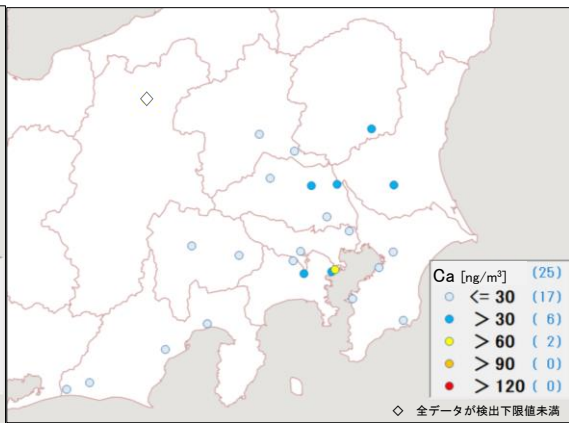 Ca [ng/m³] (25)
<= 30 (17)
> 30 ( 6)
> 60 ( 2)
> 90 ( 0)
> 120 ( 0)
◇ 全データが検出下限値未満